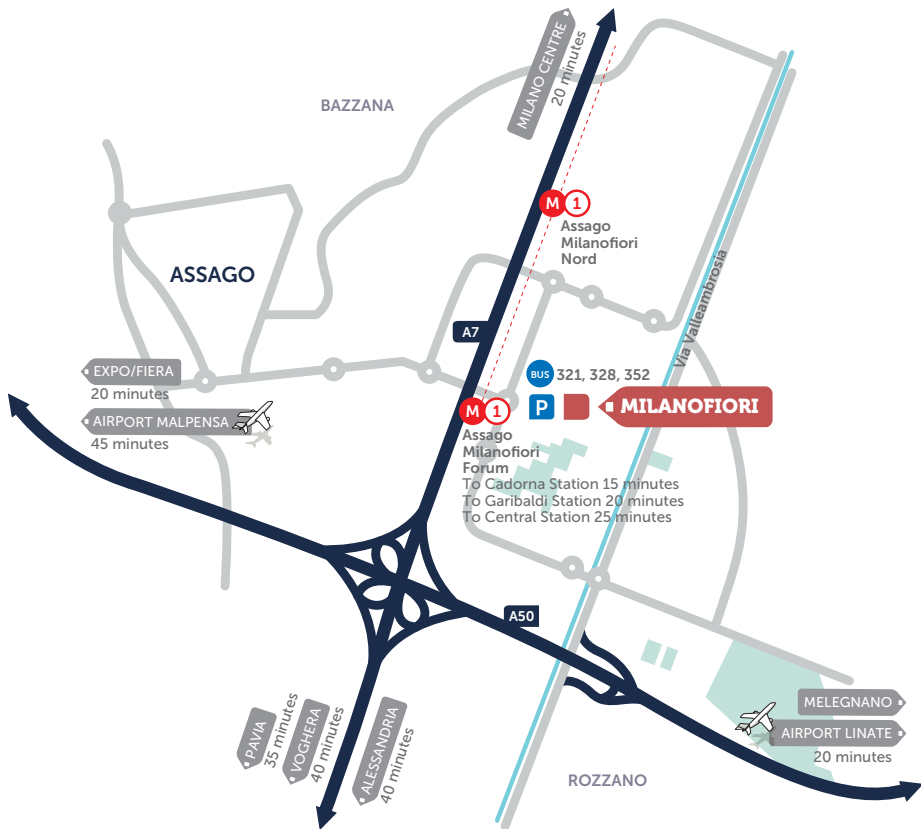 MILANO CENTRE
20 minutes
BAZZANA
M 1
Assago
Milanofiori
Nord
ASSAGO
Via Valleambrosia
A7
EXPO/FIERA
20 minutes
AIRPORT MALPENSA
45 minutes
BUS 321, 328, 352
P
MILANOFIORI
M 1
Assago
Milanofiori
Forum
To Cadorna Station 15 minutes
To Garibaldi Station 20 minutes
To Central Station 25 minutes
A50
PAVIA
35 minutes
VOGHERA
40 minutes
ALESSANDRIA
40 minutes
MELEGNANO
AIRPORT LINATE
20 minutes
ROZZANO